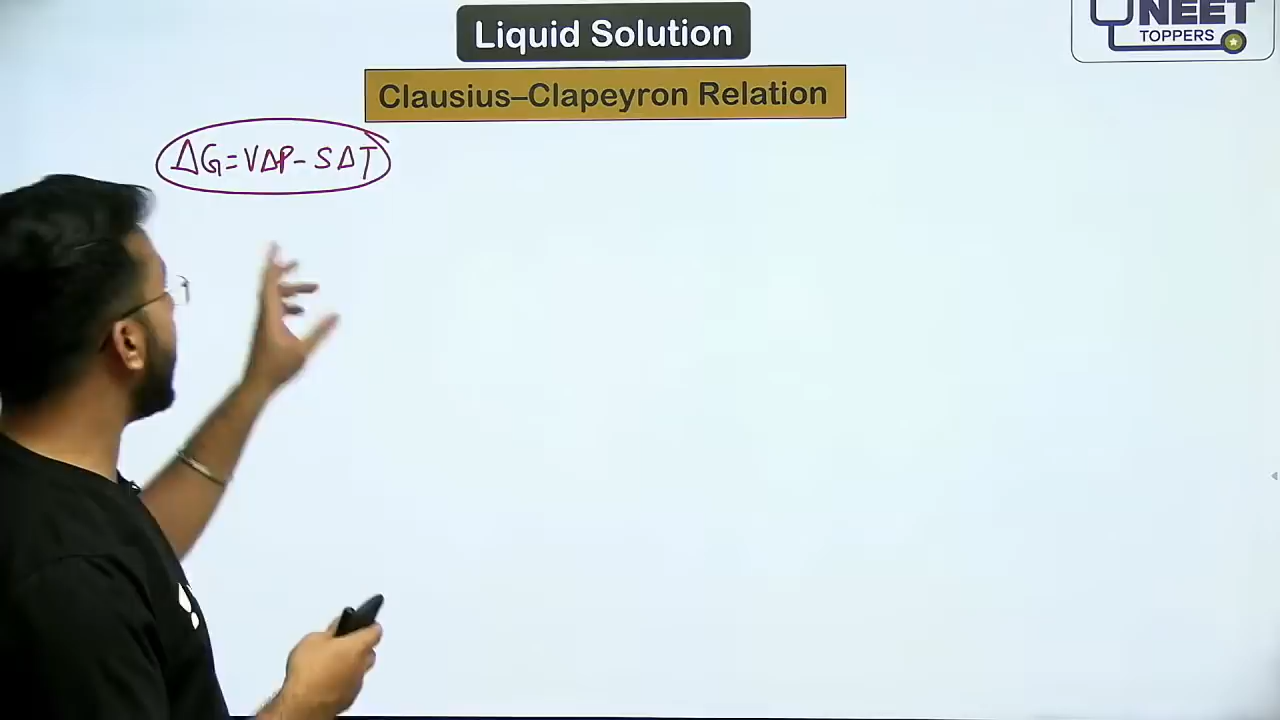 Liquid Solution
NEET
TOPPERS
Clausius–Clapeyron Relation
ΔG=VΔP-SΔT